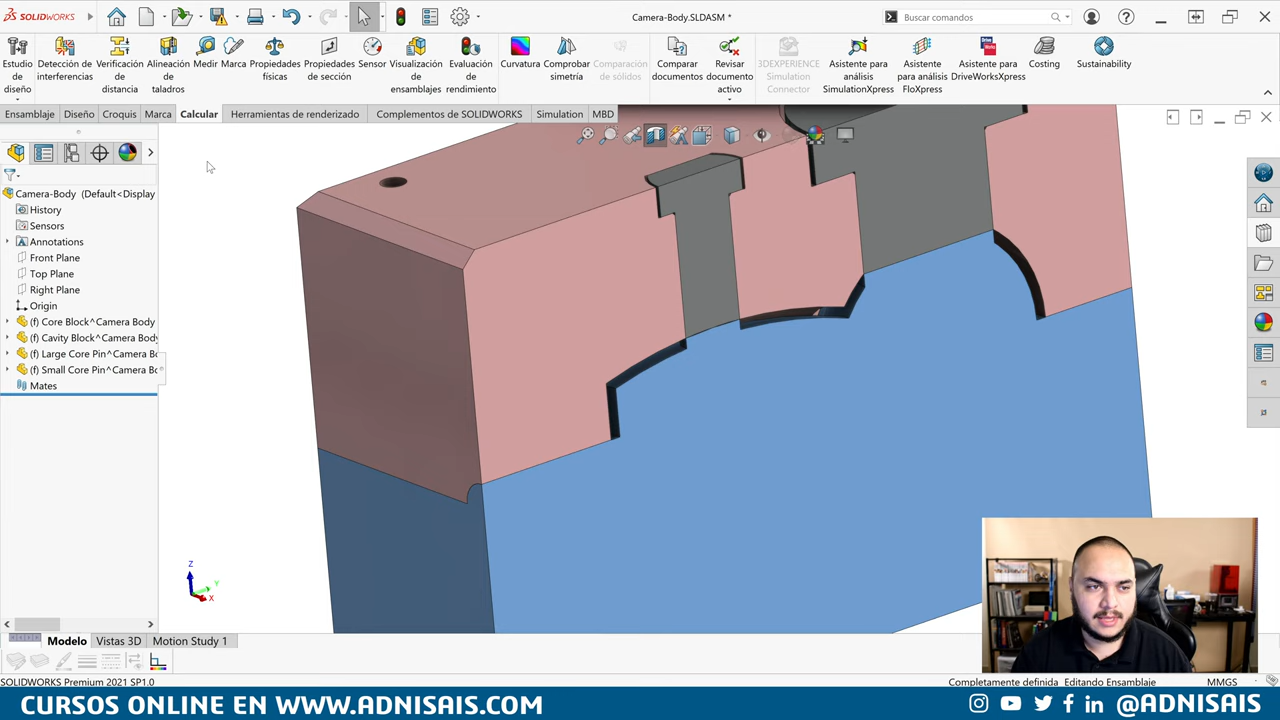 SOLIDWORKS
Camera-Body.SLDASM *
Buscar comandos
Estudio de diseño
Detección de interferencias
Verificación de distancia
Alineación de taladros
Medir
Marca
Propiedades físicas
Propiedades de sección
Sensor
Visualización de ensamblajes
Evaluación de rendimiento
Curvatura
Comprobar simetría
Comparación de sólidos
Comparar documentos
Revisar documento activo
3DEXPERIENCE Simulation Connector
Asistente para análisis SimulationXpress
Asistente para análisis FloXpress
Asistente para DriveWorksXpress
Costing
Sustainability
Ensamblaje
Diseño
Croquis
Marca
Calcular
Herramientas de renderizado
Complementos de SOLIDWORKS
Simulation
MBD
Camera-Body (Default<Display
History
Sensors
Annotations
Front Plane
Top Plane
Right Plane
Origin
(f) Core Block^Camera Body
(f) Cavity Block^Camera Bo
(f) Large Core Pin^Camera Bo
(f) Small Core Pin^Camera Bo
Mates
Z
Y
X
Modelo
Vistas 3D
Motion Study 1
SOLIDWORKS Premium 2021 SP1.0
Completamente definida
Editando Ensamblaje
MMGS
CURSOS ONLINE EN WWW.ADNISAIS.COM
@ADNISAIS